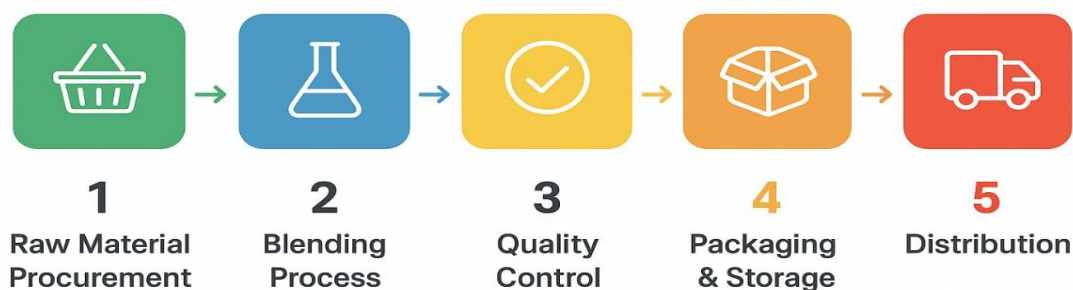 1
Raw Material
Procurement
2
Blending
Process
3
Quality
Control
4
Packaging
& Storage
5
Distribution